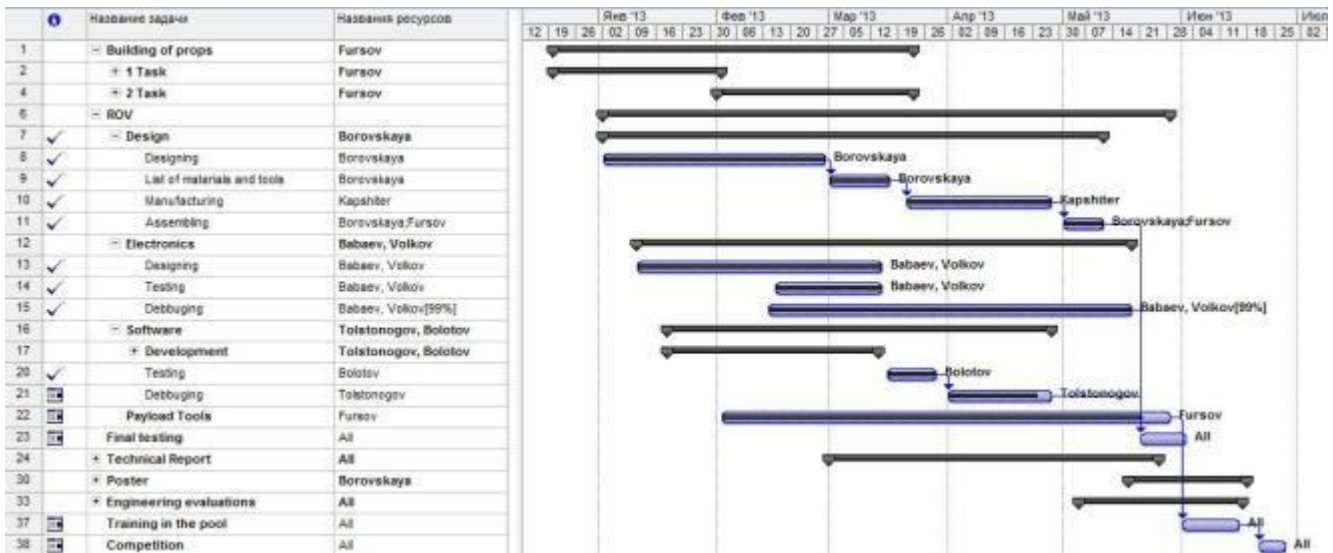 Название задачи Названия ресурсов Янв '13 Фев '13 Мар '13 Апр '13 Май '13 Июн '13 Июл
12 19 26 02 09 16 23 30 06 13 20 27 05 12 19 26 02 09 16 23 30 07 14 21 28 04 11 18 25 02
1 Building of props Fursov
2 1 Task Fursov
4 2 Task Fursov
6 ROV
7 Design Borovskaya
8 Designing Borovskaya Borovskaya
9 List of materials and tools Borovskaya Borovskaya
10 Manufacturing Kapshiter Kapshiter
11 Assembling Borovskaya;Fursov Borovskaya;Fursov
12 Electronics Babaev, Volkov
13 Designing Babaev, Volkov Babaev, Volkov
14 Testing Babaev, Volkov Babaev, Volkov
15 Debbuging Babaev, Volkov[99%] Babaev, Volkov[99%]
16 Software Tolstonogov, Bolotov
17 Development Tolstonogov, Bolotov
20 Testing Bolotov Bolotov
21 Debbuging Tolstonogov Tolstonogov
22 Payload Tools Fursov Fursov
23 Final testing All All
24 Technical Report All
30 Poster Borovskaya
33 Engineering evaluations All
37 Training in the pool All All
38 Competition All All